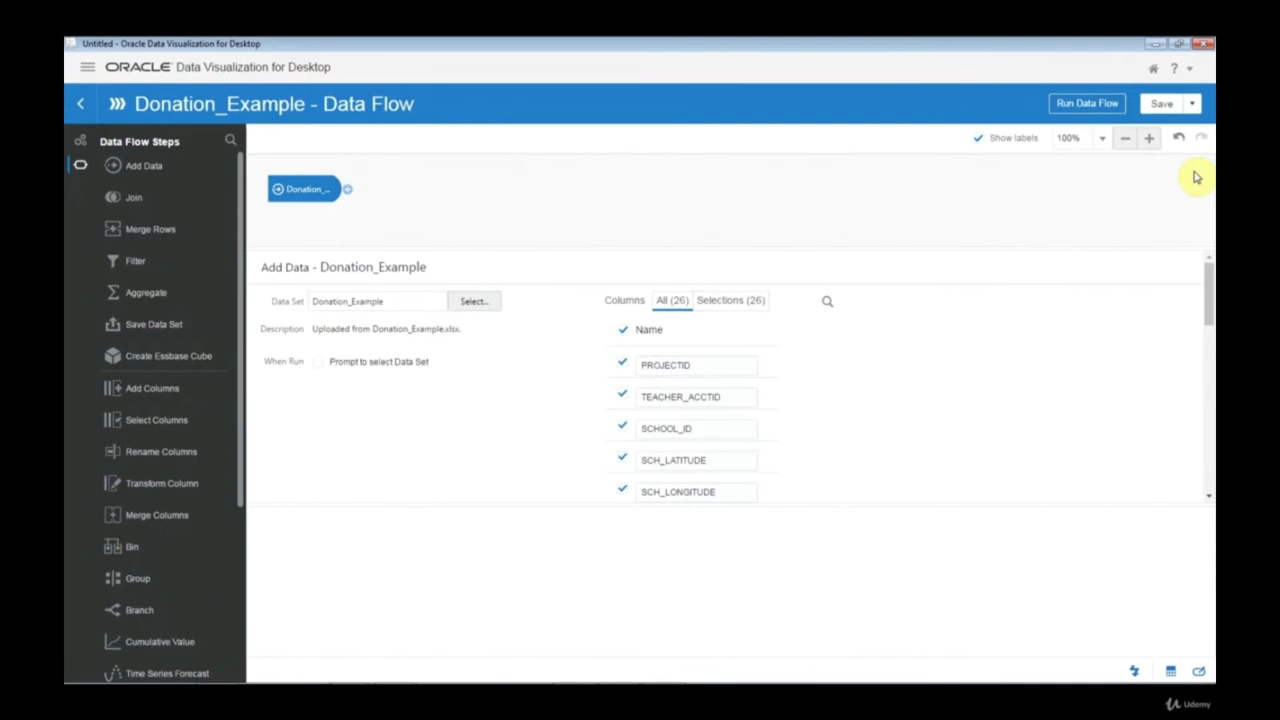 Untitled - Oracle Data Visualization for Desktop
ORACLE Data Visualization for Desktop
?
Donation_Example - Data Flow
Run Data Flow
Save
Data Flow Steps
Show labels
100%
Add Data
Join
Merge Rows
Filter
Aggregate
Save Data Set
Create Essbase Cube
Add Columns
Select Columns
Rename Columns
Transform Column
Merge Columns
Bin
Group
Branch
Cumulative Value
Time Series Forecast
Donation_...
Add Data - Donation_Example
Data Set Donation_Example Select...
Description Uploaded from Donation_Example.xlsx.
When Run Prompt to select Data Set
Columns All (26) Selections (26)
Name
PROJECTID
TEACHER_ACCTID
SCHOOL_ID
SCH_LATITUDE
SCH_LONGITUDE
Udemy